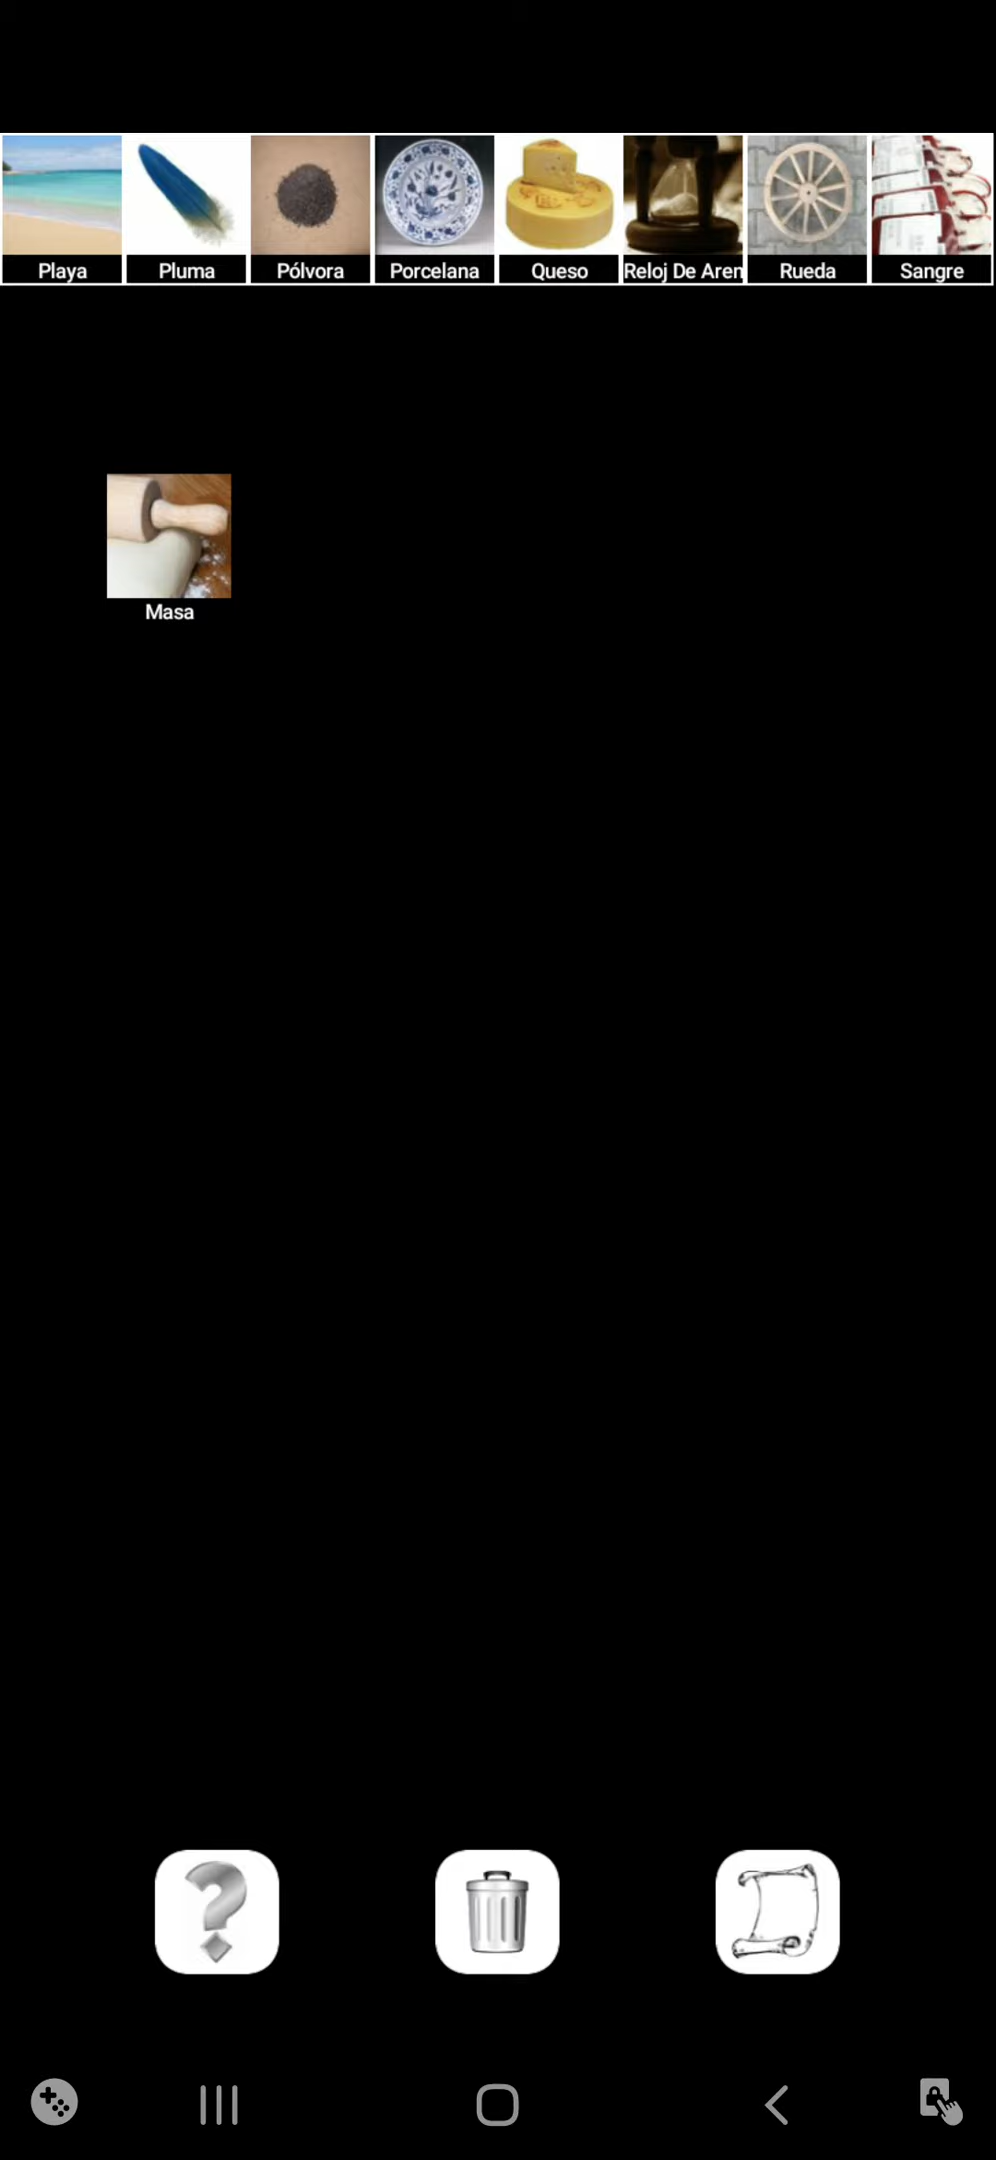 Playa
Pluma
Pólvora
Porcelana
Queso
Reloj De Aren
Rueda
Sangre
Masa